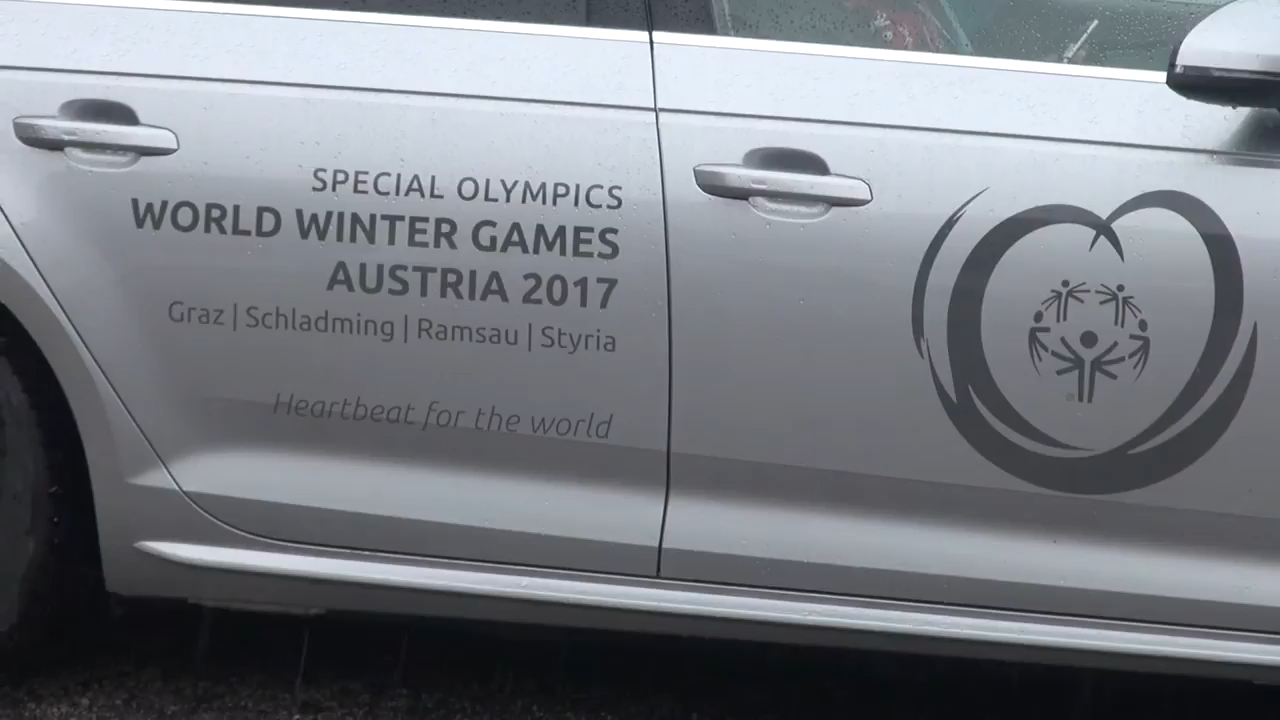 SPECIAL OLYMPICS
WORLD WINTER GAMES
AUSTRIA 2017
Graz | Schladming | Ramsau | Styria
Heartbeat for the world
®